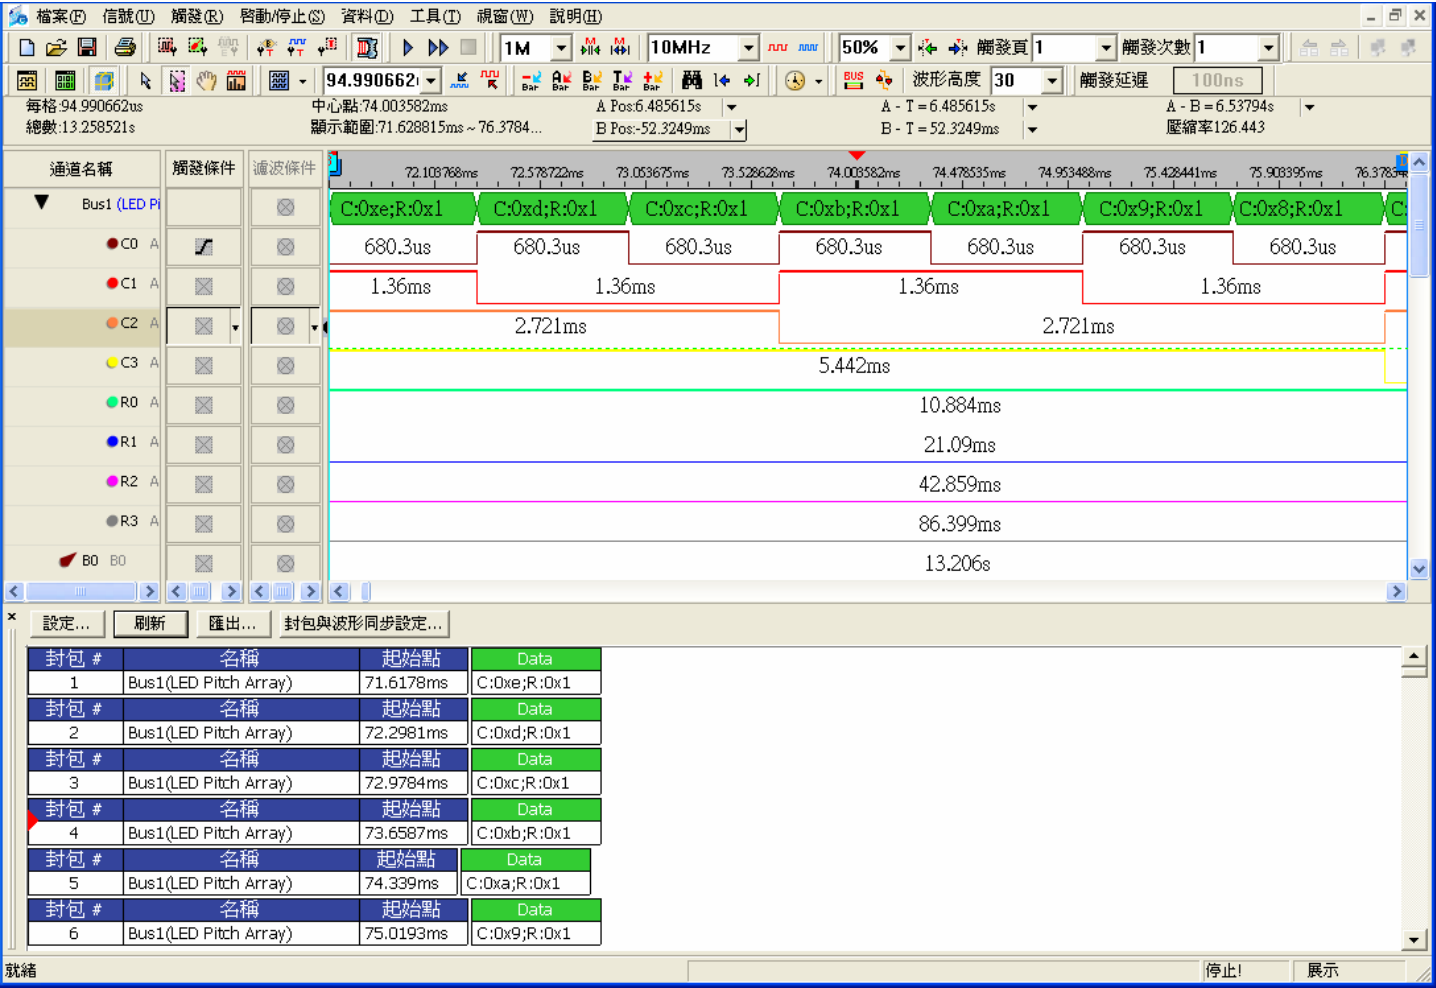 檔案(F) 信號(U) 觸發(R) 啓動/停止(S) 資料(D) 工具(T) 視窗(W) 說明(H)
1M 10MHz 50% 觸發頁 1 觸發次數 1
94.990662 Bar Bar Bar Bar Bar BUS 波形高度 30 觸發延遲 100ns
每格:94.990662us 中心點:74.003582ms A Pos:6.485615s A - T = 6.485615s A - B = 6.53794s
總數:13.258521s 顯示範圍:71.628815ms ~ 76.3784... B Pos:-52.3249ms B - T = 52.3249ms 壓縮率126.443
通道名稱 觸發條件 濾波條件 72.103768ms 72.578722ms 73.053675ms 73.528628ms 74.003582ms 74.478535ms 74.953488ms 75.428441ms 75.903395ms 76.3783
Bus1 (LED Pi C:0xe;R:0x1 C:0xd;R:0x1 C:0xc;R:0x1 C:0xb;R:0x1 C:0xa;R:0x1 C:0x9;R:0x1 C:0x8;R:0x1 C:
C0 A 680.3us 680.3us 680.3us 680.3us 680.3us 680.3us 680.3us
C1 A 1.36ms 1.36ms 1.36ms 1.36ms
C2 A 2.721ms 2.721ms
C3 A 5.442ms
R0 A 10.884ms
R1 A 21.09ms
R2 A 42.859ms
R3 A 86.399ms
B0 B0 13.206s
設定... 刷新 匯出... 封包與波形同步設定...
封包 # 名稱 起始點 Data
1 Bus1(LED Pitch Array) 71.6178ms C:0xe;R:0x1
封包 # 名稱 起始點 Data
2 Bus1(LED Pitch Array) 72.2981ms C:0xd;R:0x1
封包 # 名稱 起始點 Data
3 Bus1(LED Pitch Array) 72.9784ms C:0xc;R:0x1
封包 # 名稱 起始點 Data
4 Bus1(LED Pitch Array) 73.6587ms C:0xb;R:0x1
封包 # 名稱 起始點 Data
5 Bus1(LED Pitch Array) 74.339ms C:0xa;R:0x1
封包 # 名稱 起始點 Data
6 Bus1(LED Pitch Array) 75.0193ms C:0x9;R:0x1
就緒 停止! 展示